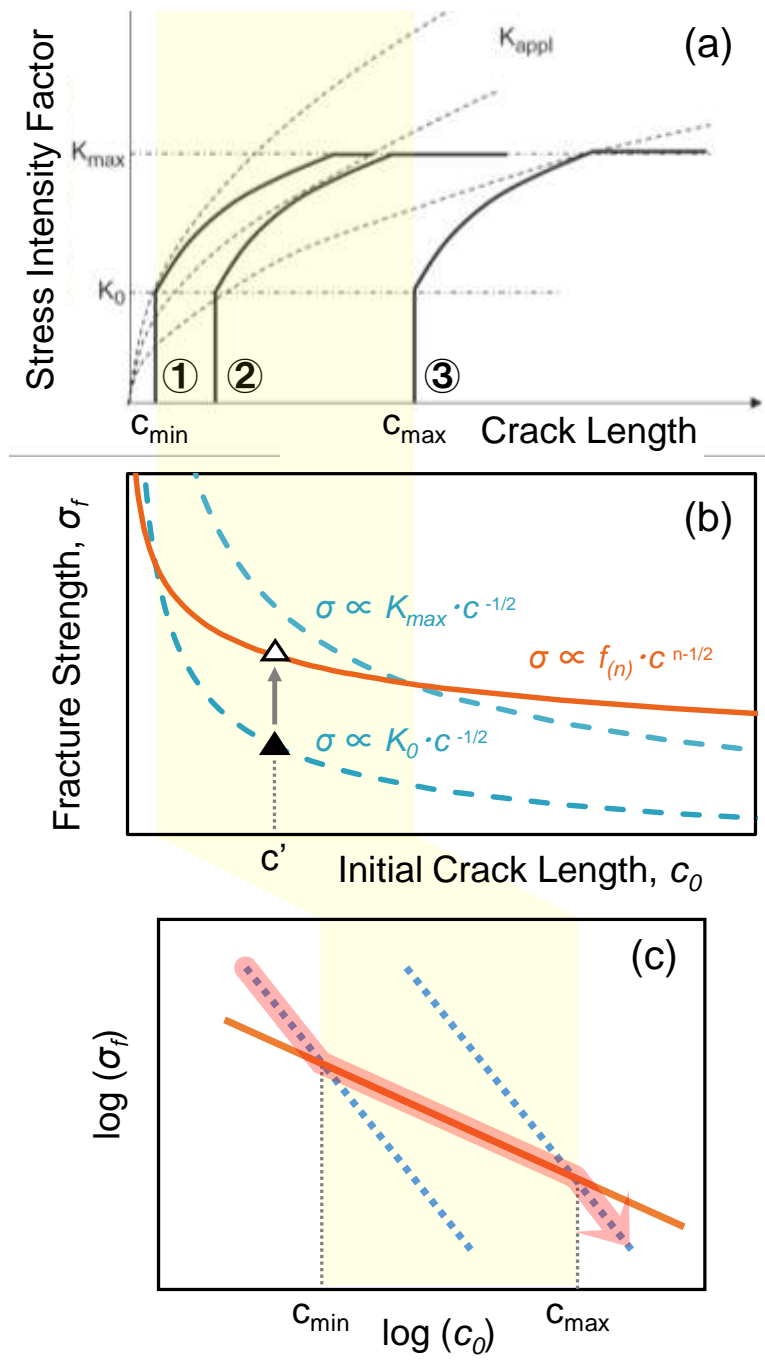 (a)
K_appl
Stress Intensity Factor
K_max
K_0
① ② ③
c_min c_max Crack Length
(b)
Fracture Strength, σ_f
σ ∝ K_max·c^-1/2
σ ∝ f_(n)·c^n-1/2
σ ∝ K_0·c^-1/2
c’
Initial Crack Length, c_0
(c)
log (σ_f)
c_min c_max
log (c_0)